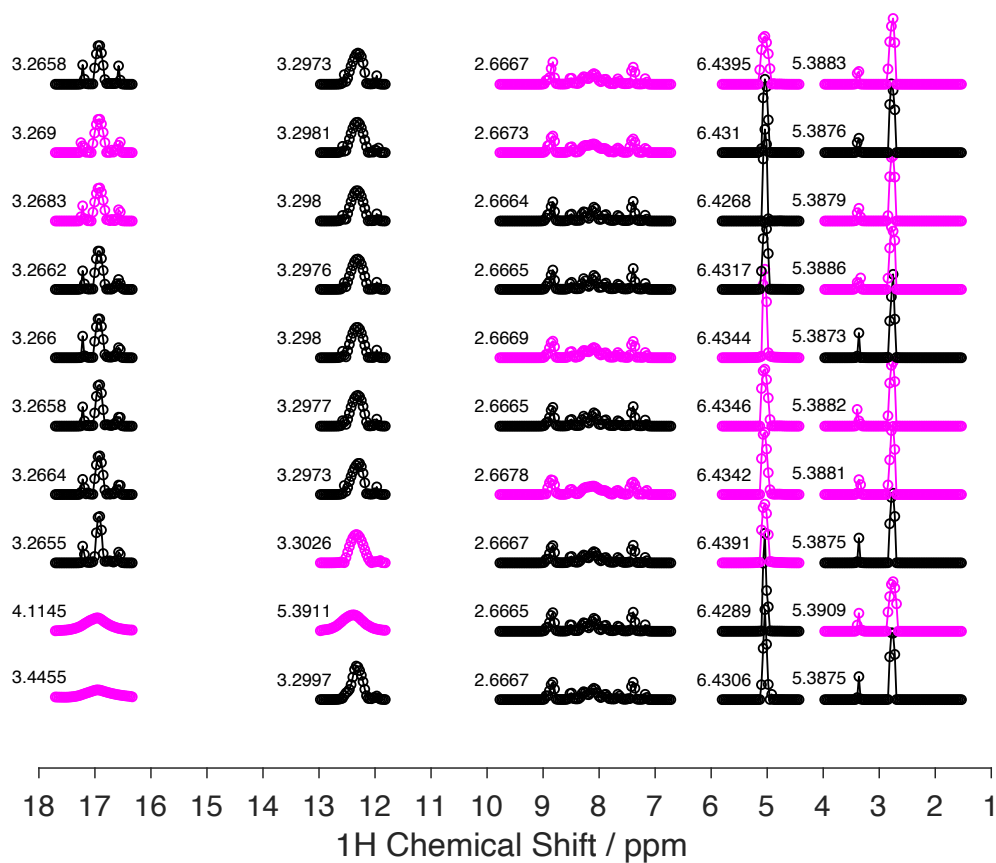 3.2658 3.2973 2.6667 6.4395 5.3883
3.269 3.2981 2.6673 6.431 5.3876
3.2683 3.298 2.6664 6.4268 5.3879
3.2662 3.2976 2.6665 6.4317 5.3886
3.266 3.298 2.6669 6.4344 5.3873
3.2658 3.2977 2.6665 6.4346 5.3882
3.2664 3.2973 2.6678 6.4342 5.3881
3.2655 3.3026 2.6667 6.4391 5.3875
4.1145 5.3911 2.6665 6.4289 5.3909
3.4455 3.2997 2.6667 6.4306 5.3875
18 17 16 15 14 13 12 11 10 9 8 7 6 5 4 3 2 1
1H Chemical Shift / ppm